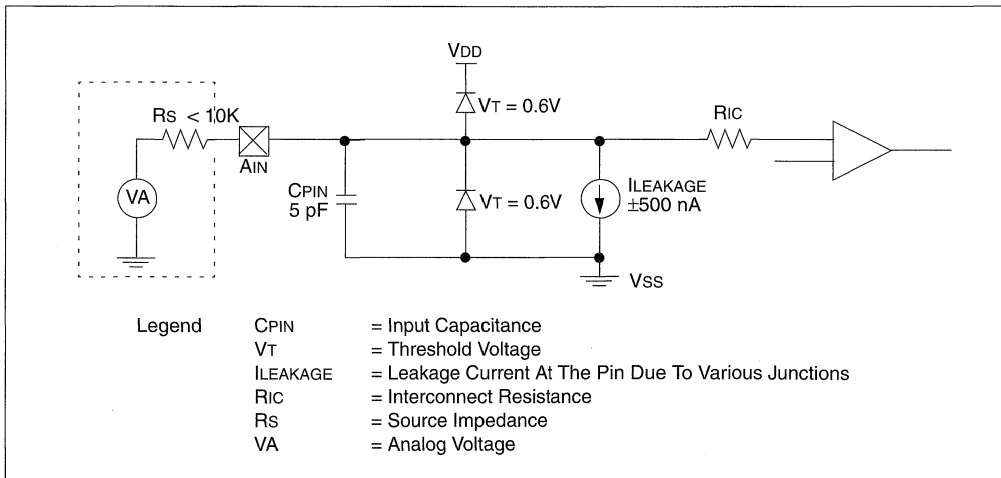 VDD
VT = 0.6V
RS < 10K
RIC
AIN
VA
CPIN
5 pF
VT = 0.6V
ILEAKAGE
±500 nA
VSS
Legend
CPIN = Input Capacitance
VT = Threshold Voltage
ILEAKAGE = Leakage Current At The Pin Due To Various Junctions
RIC = Interconnect Resistance
RS = Source Impedance
VA = Analog Voltage